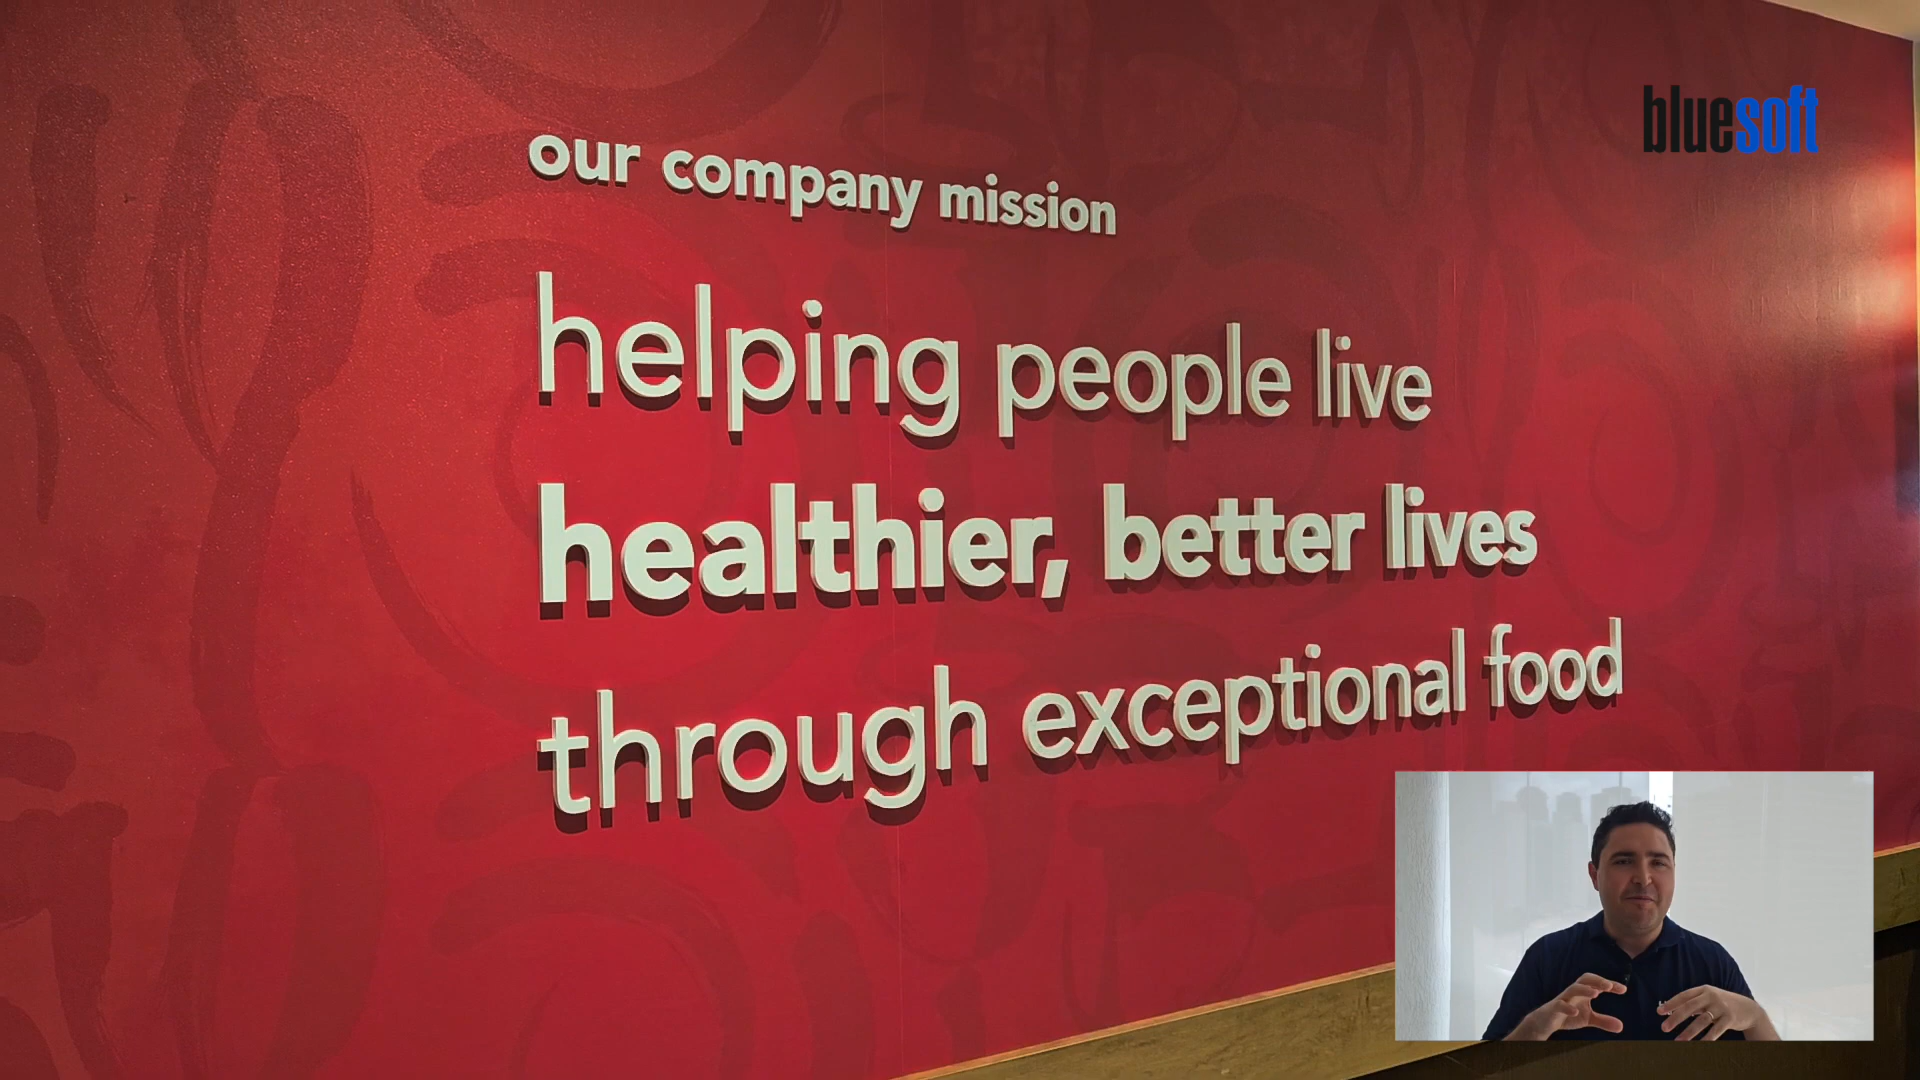 bluesoft
our company mission
helping people live
healthier, better lives
through exceptional food